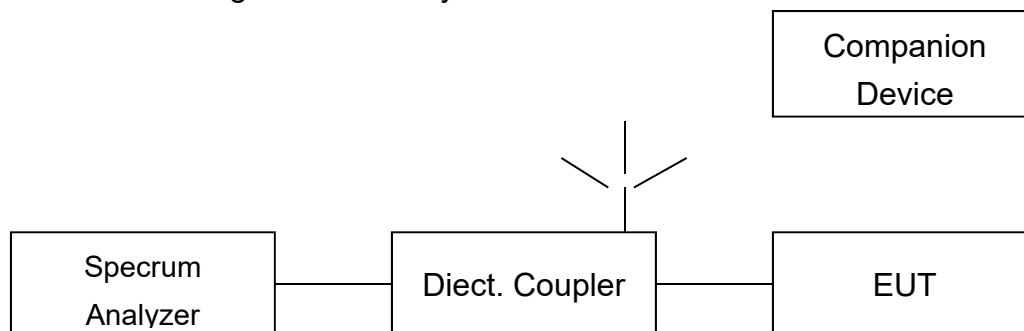 Companion
Device
Specrum
Analyzer
Diect. Coupler
EUT